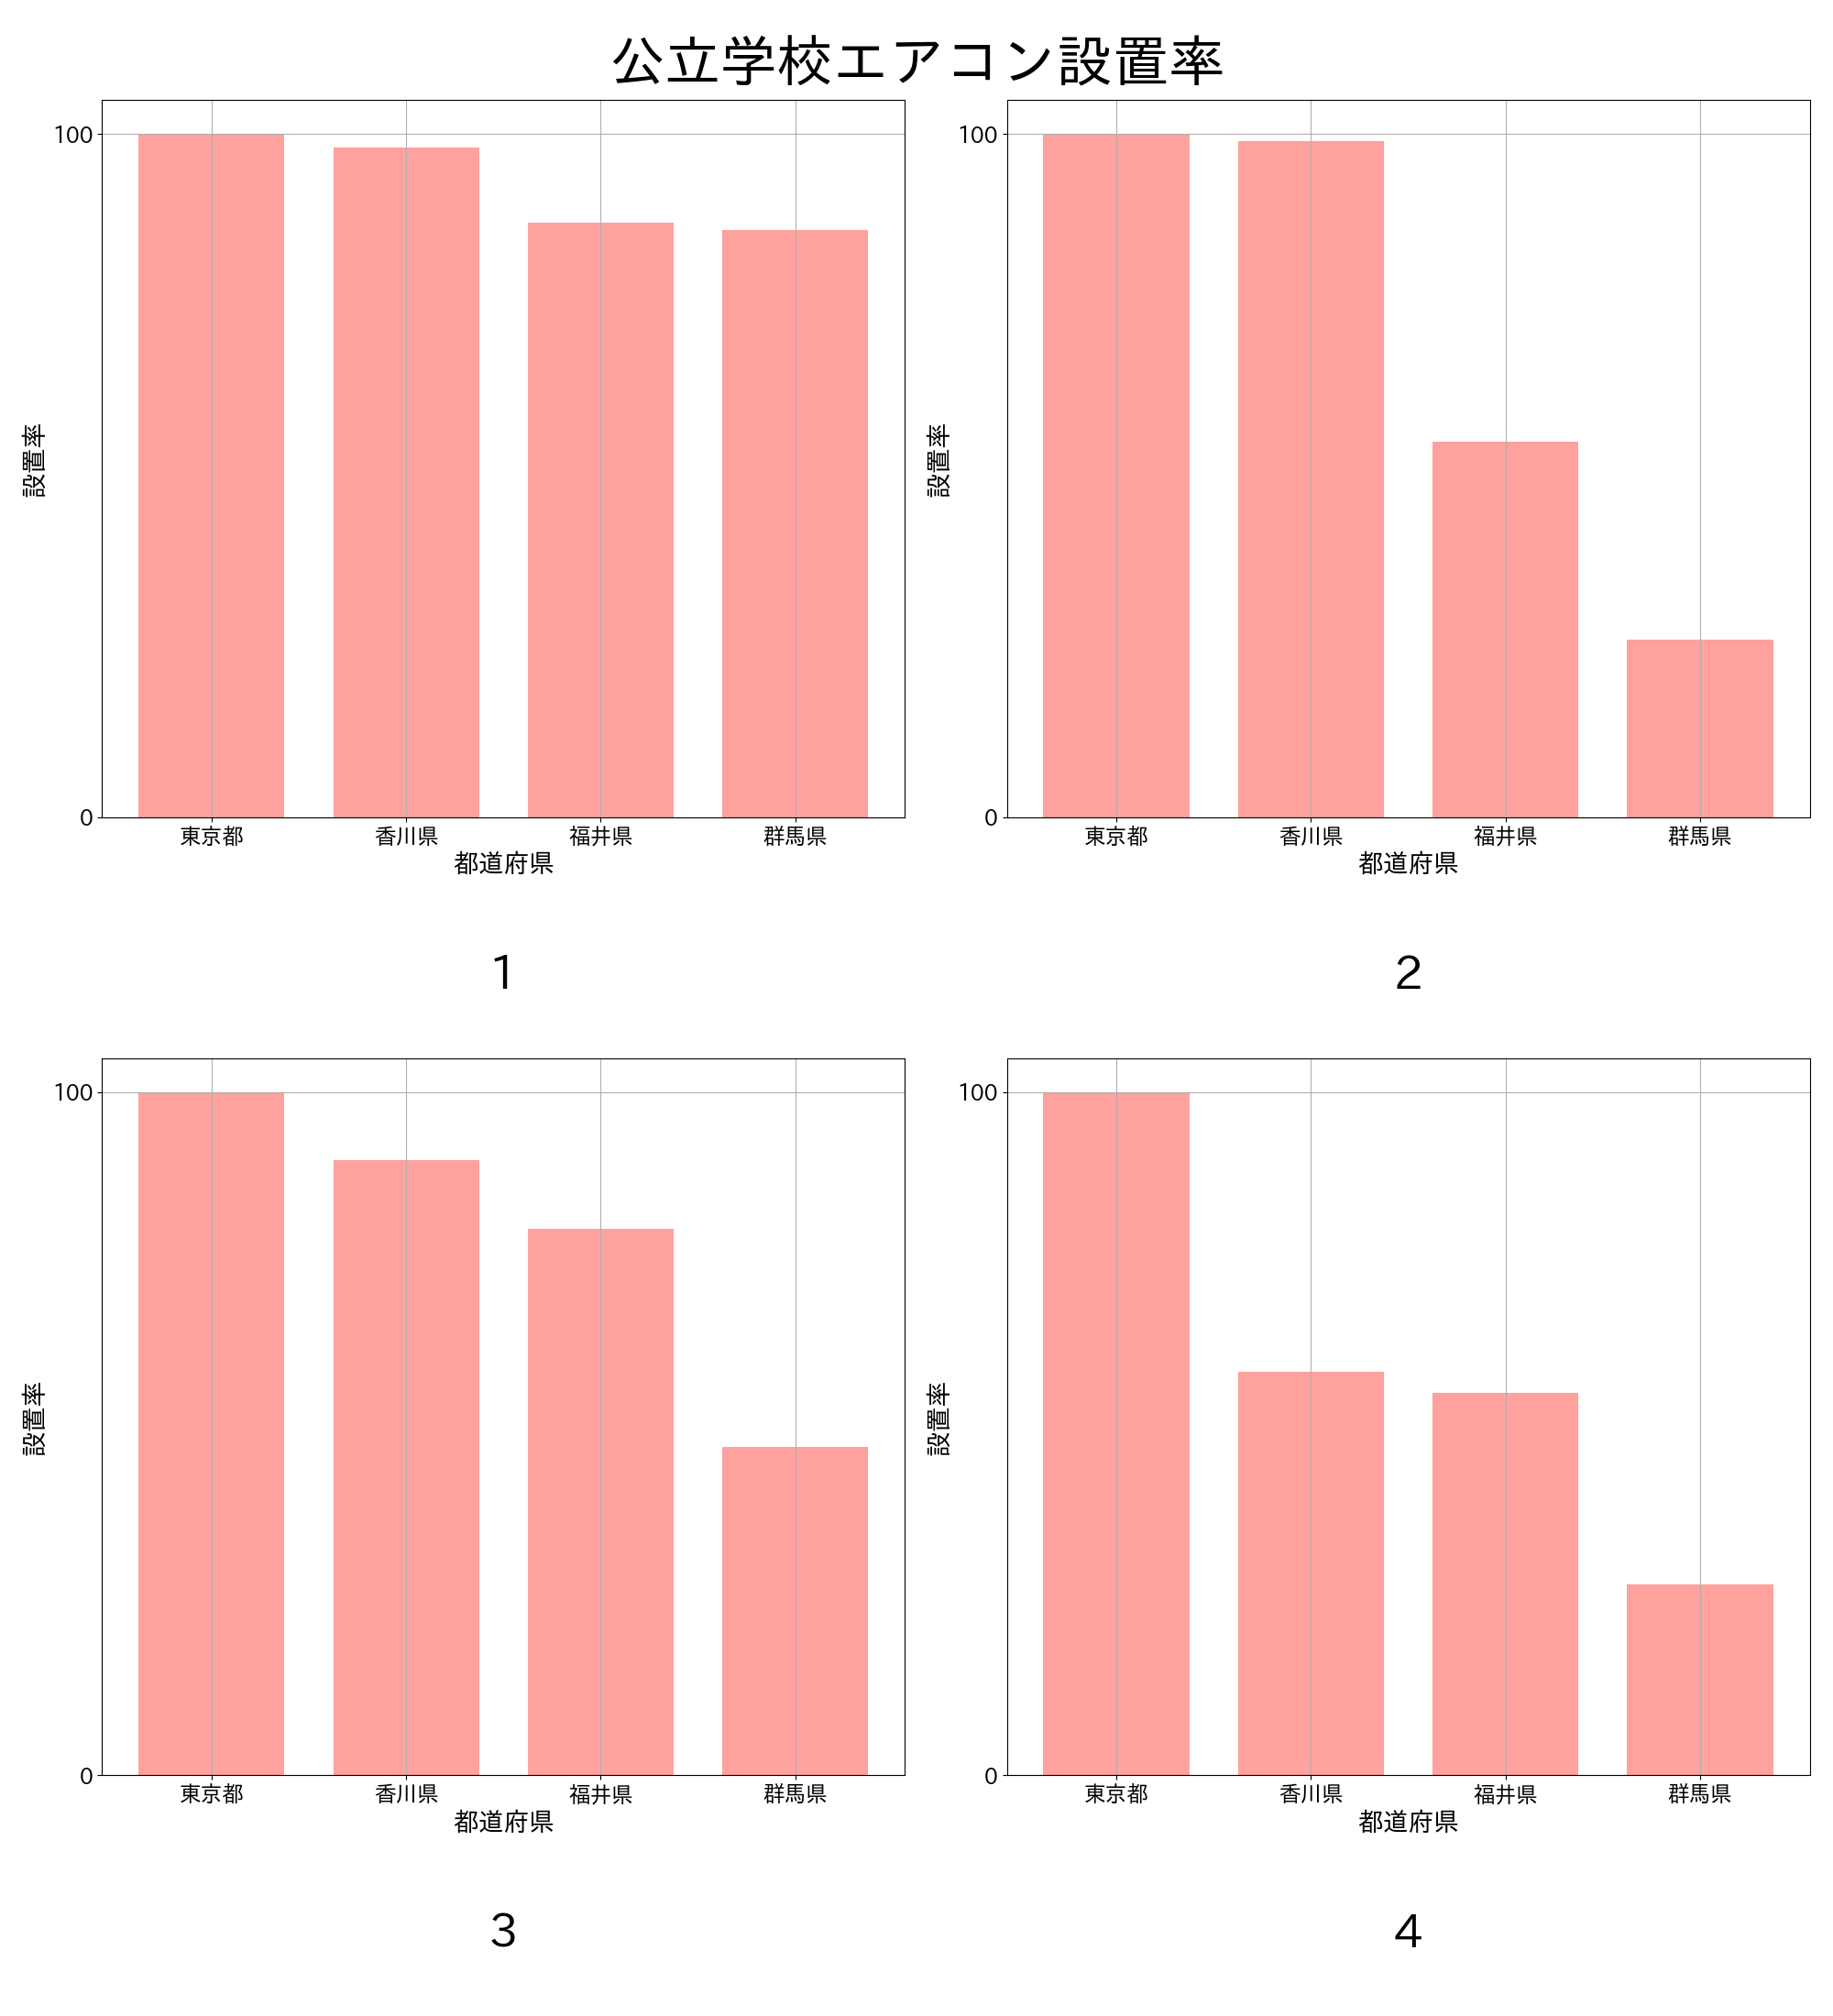 公立学校エアコン設置率
100
0
設置率
東京都 香川県 福井県 群馬県
都道府県
1
100
0
設置率
東京都 香川県 福井県 群馬県
都道府県
2
100
0
設置率
東京都 香川県 福井県 群馬県
都道府県
3
100
0
設置率
東京都 香川県 福井県 群馬県
都道府県
4